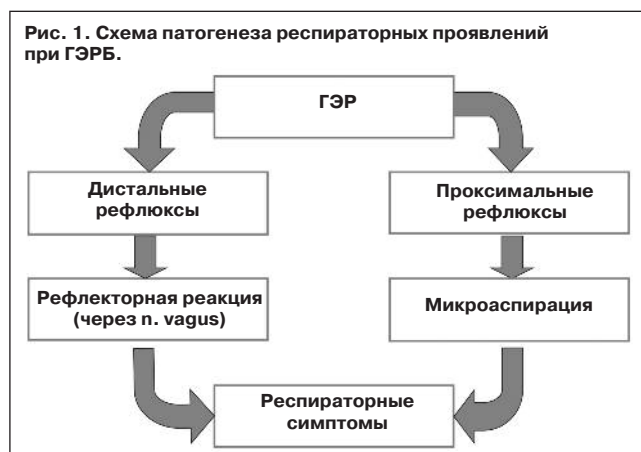 Рис. 1. Схема патогенеза респираторных проявлений
при ГЭРБ.
ГЭР
Дистальные
рефлюксы
Проксимальные
рефлюксы
Рефлекторная реакция
(через n. vagus)
Микроаспирация
Респираторные
симптомы